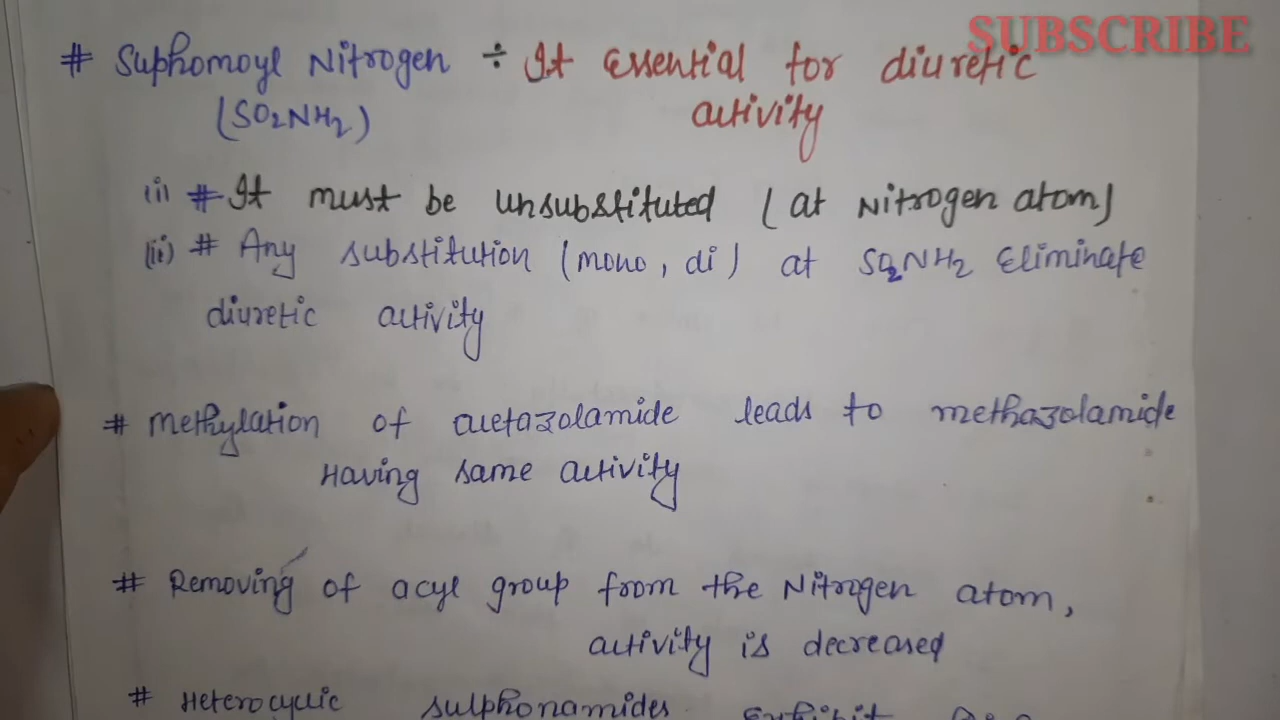 SUBSCRIBE
# Suphomoyl Nitrogen ÷ It Essential for diuretic
(SO2NH2) activity
(i) # It must be unsubstituted (at Nitrogen atom)
(ii) # Any substitution (mono, di) at SO2NH2 Eliminate
diuretic activity
# Methylation of acetazolamide leads to methazolamide
Having same activity
# Removing of acyl group from the Nitrogen atom,
activity is decreased
# Heterocyclic sulphonamides exhibit